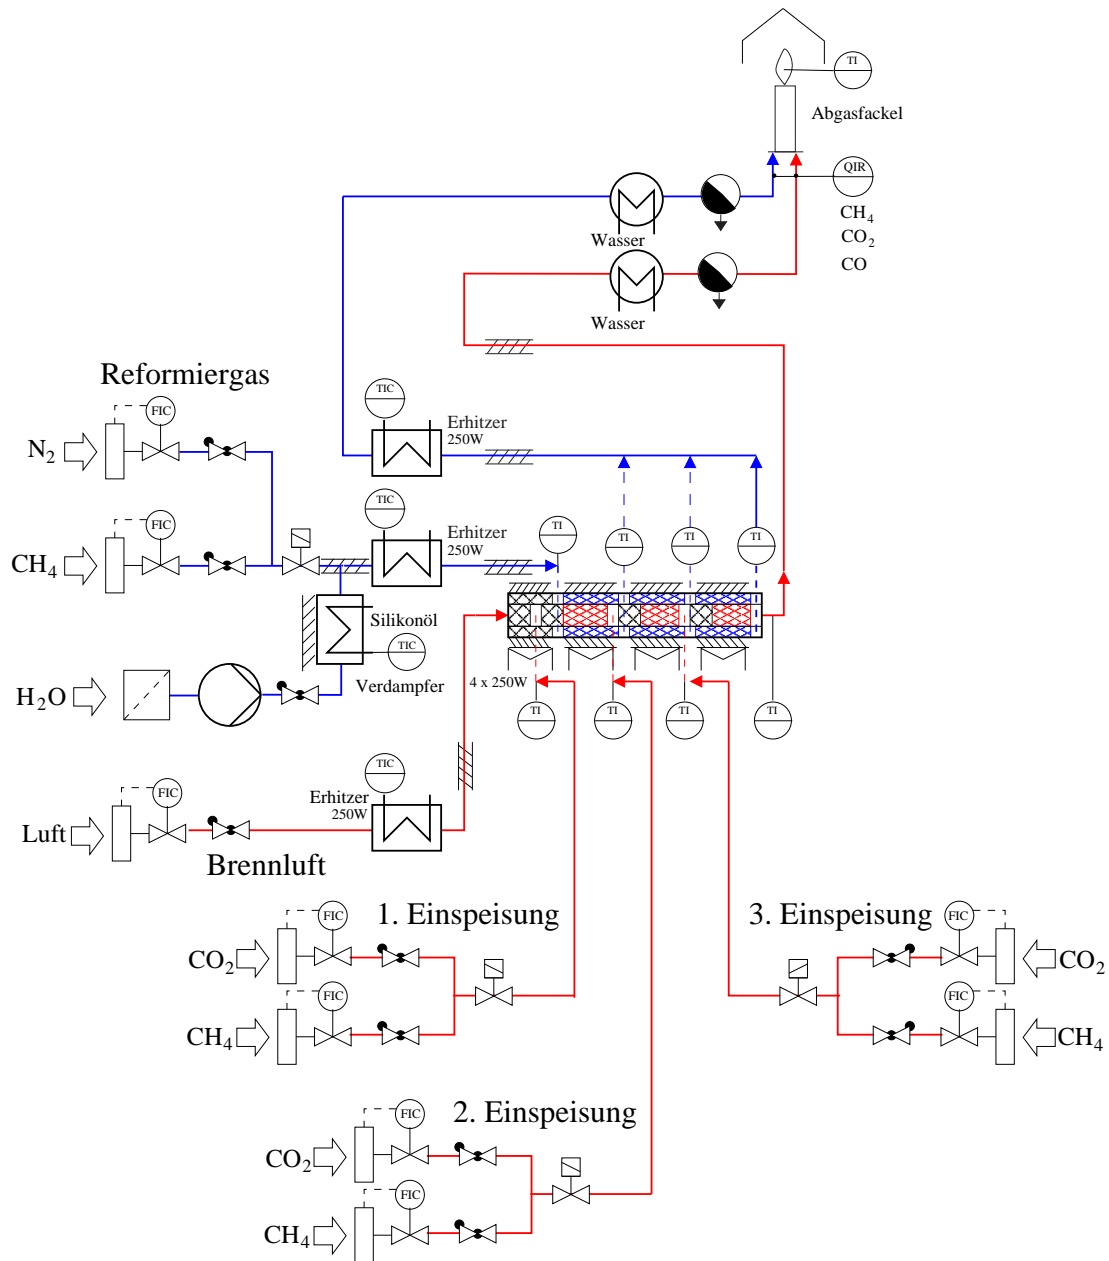 TI
Abgasfackel
QIR
CH4
CO2
CO
Wasser
Wasser
Reformiergas
TIC
Erhitzer
250W
FIC
N2
TIC
Erhitzer
250W
FIC
CH4
TI
TI
TI
TI
Silikonöl
TIC
Verdampfer
H2O
4 x 250W
TI
TI
TI
TI
TIC
Erhitzer
250W
FIC
Luft
Brennluft
1. Einspeisung
FIC
CO2
FIC
CH4
3. Einspeisung
FIC
CO2
FIC
CH4
2. Einspeisung
FIC
CO2
FIC
CH4